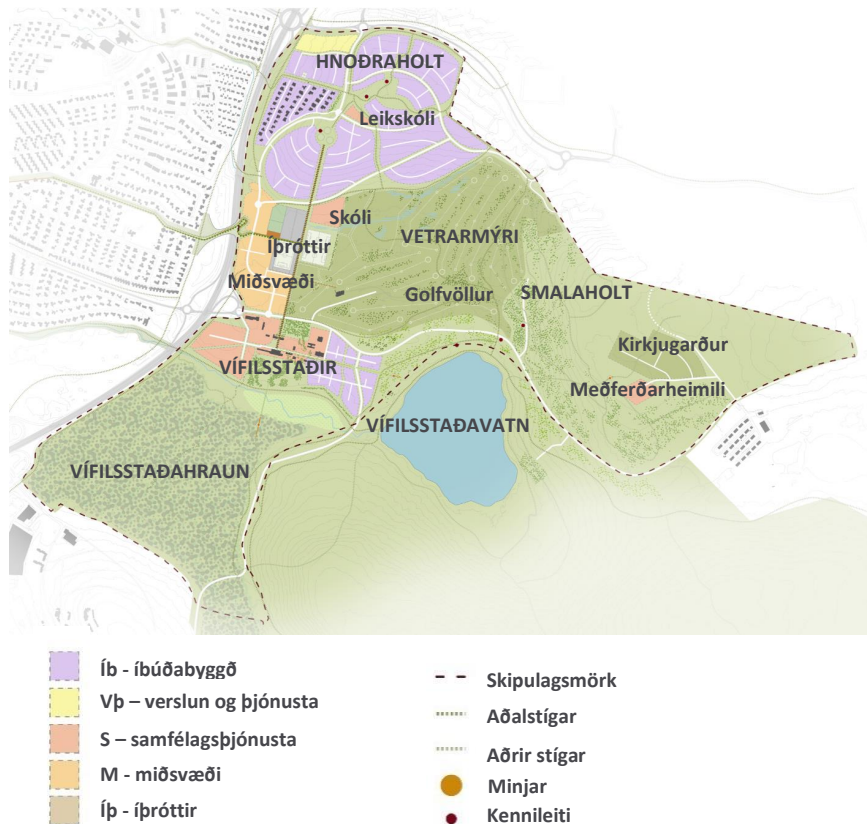 HNOÐRAHOLT
Leikskóli
Skóli
VETRARMÝRI
Íþróttir
Miðsvæði
Golfvöllur
SMALAHOLT
Kirkjugarður
VÍFILSSTAÐIR
Meðferðarheimili
VÍFILSSTAÐAVATN
VÍFILSSTAÐAHRAUN
Íb - íbúðabyggð
Vþ – verslun og þjónusta
S – samfélagsþjónusta
M - miðsvæði
Íþ - íþróttir
Skipulagsmörk
Aðalstígar
Aðrir stígar
Minjar
Kennileiti